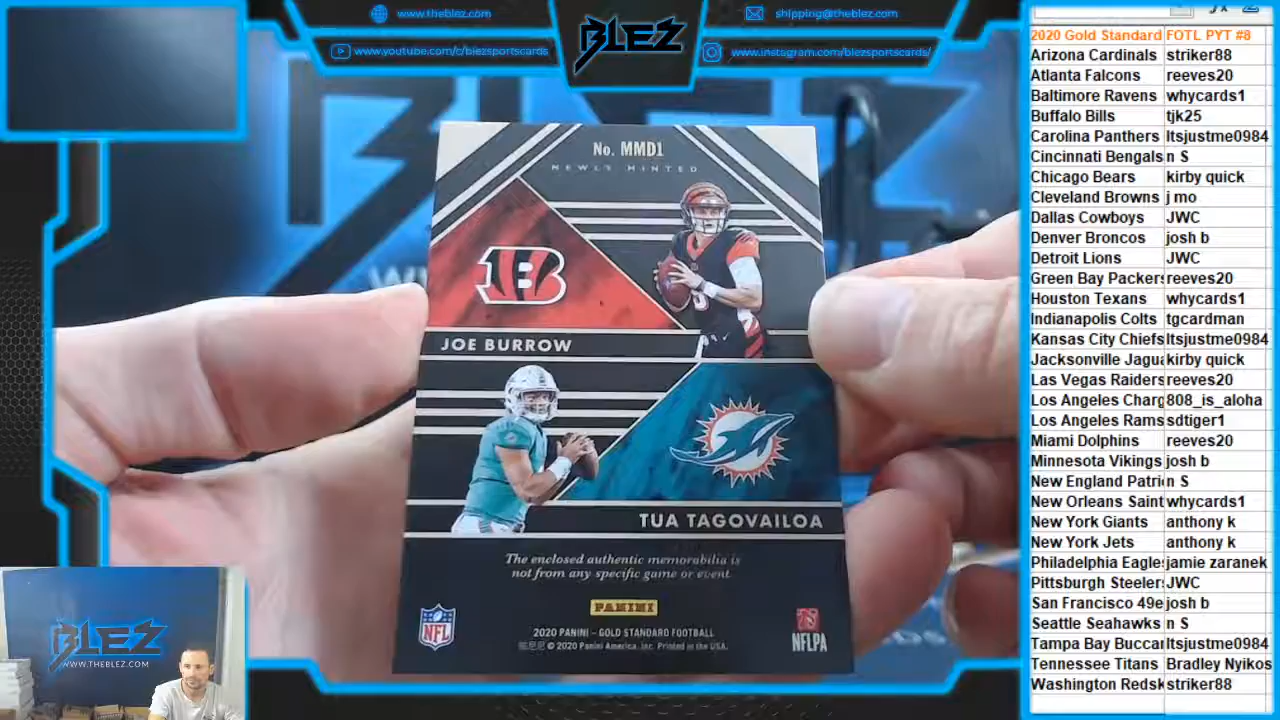 www.theblez.com
BLEZ
shipping@theblez.com
www.youtube.com/c/blezsportscards
www.instagram.com/blezsportscards/
No. MMD1
NEWLY MINTED
B
JOE BURROW
TUA TAGOVAILOA
The enclosed authentic memorabilia is
not from any specific game or event.
PANINI
NFL
NFLPA
2020 PANINI - GOLD STANDARD FOOTBALL
© 2020 Panini America, Inc. Printed in the USA.
BLEZ
WWW.THEBLEZ.COM
2020 Gold Standard FOTL PYT #8
Arizona Cardinals striker88
Atlanta Falcons reeves20
Baltimore Ravens whycards1
Buffalo Bills tjk25
Carolina Panthers Itsjustme0984
Cincinnati Bengals n S
Chicago Bears kirby quick
Cleveland Browns j mo
Dallas Cowboys JWC
Denver Broncos josh b
Detroit Lions JWC
Green Bay Packers reeves20
Houston Texans whycards1
Indianapolis Colts tgcardman
Kansas City Chiefs Itsjustme0984
Jacksonville Jagua kirby quick
Las Vegas Raiders reeves20
Los Angeles Charg 808_is_aloha
Los Angeles Rams sdtiger1
Miami Dolphins reeves20
Minnesota Vikings josh b
New England Patri n S
New Orleans Saint whycards1
New York Giants anthony k
New York Jets anthony k
Philadelphia Eagle jamie zaranek
Pittsburgh Steeler JWC
San Francisco 49e josh b
Seattle Seahawks n S
Tampa Bay Buccan Itsjustme0984
Tennessee Titans Bradley Nyikos
Washington Redsk striker88